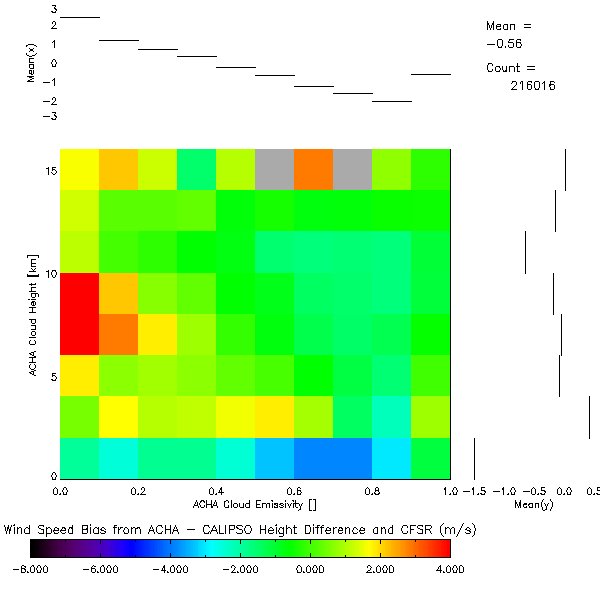 3
2
1
0
−1
−2
−3
Mean(x)
Mean =
−0.56
Count =
216016
15
10
5
0
ACHA Cloud Height [km]
0.0 0.2 0.4 0.6 0.8 1.0
ACHA Cloud Emissivity []
−1.5 −1.0 −0.5 0.0 0.5
Mean(y)
Wind Speed Bias from ACHA − CALIPSO Height Difference and CFSR (m/s)
−8.000 −6.000 −4.000 −2.000 0.000 2.000 4.000